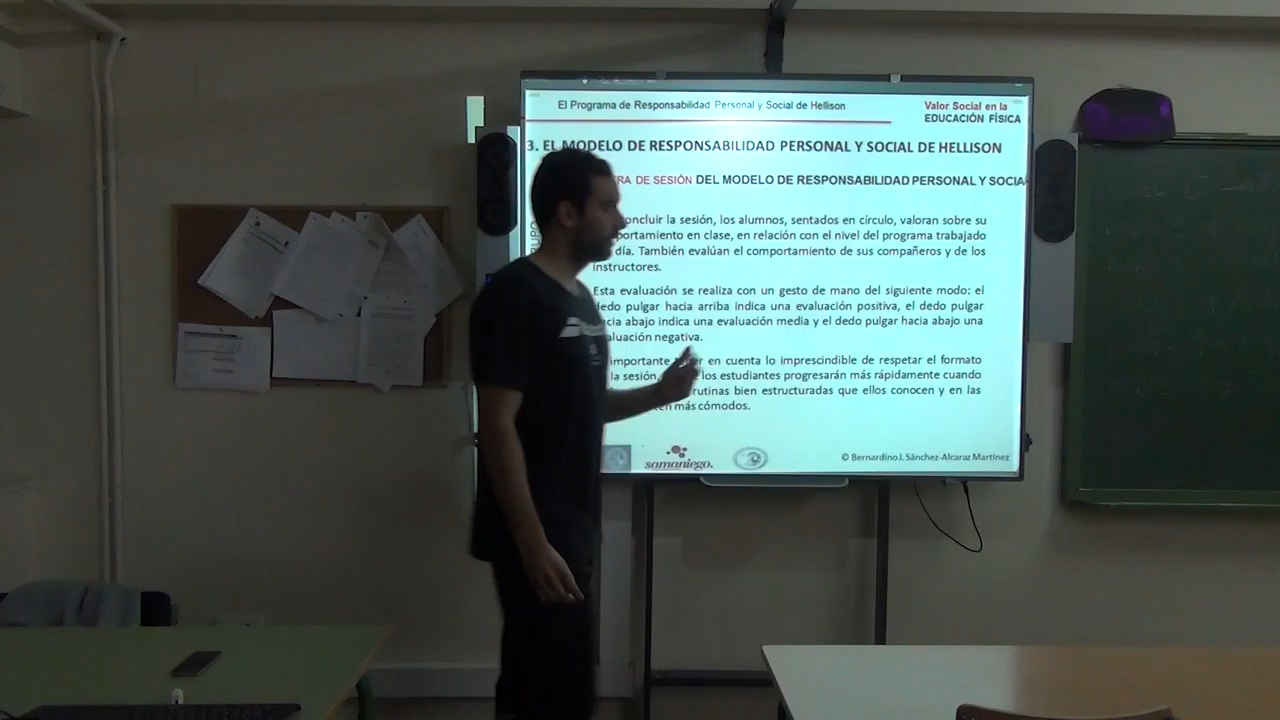 El Programa de Responsabilidad Personal y Social de Hellison
Valor Social en la
EDUCACIÓN FÍSICA
3. EL MODELO DE RESPONSABILIDAD PERSONAL Y SOCIAL DE HELLISON
DE SESIÓN DEL MODELO DE RESPONSABILIDAD PERSONAL Y SOCIA
la sesión, los alumnos, sentados en círculo, valoran sobre su
en clase, en relación con el nivel del programa trabajado
día. También evalúan el comportamiento de sus compañeros y de los
instructores.
Esta evaluación se realiza con un gesto de mano del siguiente modo: el
dedo pulgar hacia arriba indica una evaluación positiva, el dedo pulgar
abajo indica una evaluación media y el dedo pulgar hacia abajo una
negativa.
importante en cuenta lo imprescindible de respetar el formato
la sesión, los estudiantes progresarán más rápidamente cuando
rutinas bien estructuradas que ellos conocen y en las
más cómodos.
samaniego.
© Bernardino J. Sánchez-Alcaraz Martínez